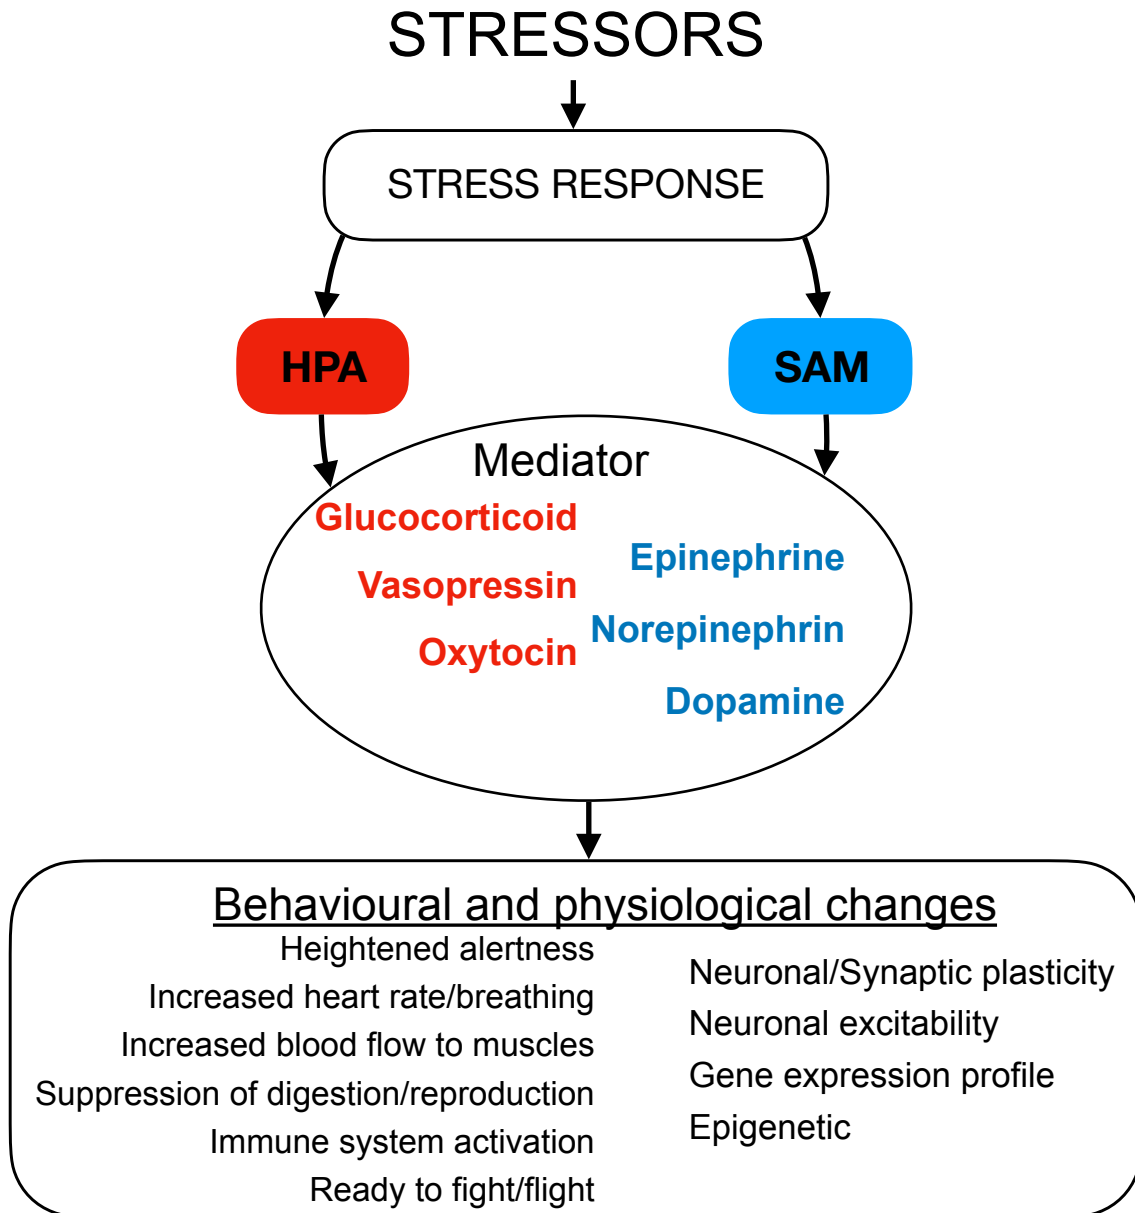 STRESSORS
STRESS RESPONSE
HPA
SAM
Mediator
Glucocorticoid
Vasopressin
Oxytocin
Epinephrine
Norepinephrin
Dopamine
Behavioural and physiological changes
Heightened alertness
Increased heart rate/breathing
Increased blood flow to muscles
Suppression of digestion/reproduction
Immune system activation
Ready to fight/flight
Neuronal/Synaptic plasticity
Neuronal excitability
Gene expression profile
Epigenetic